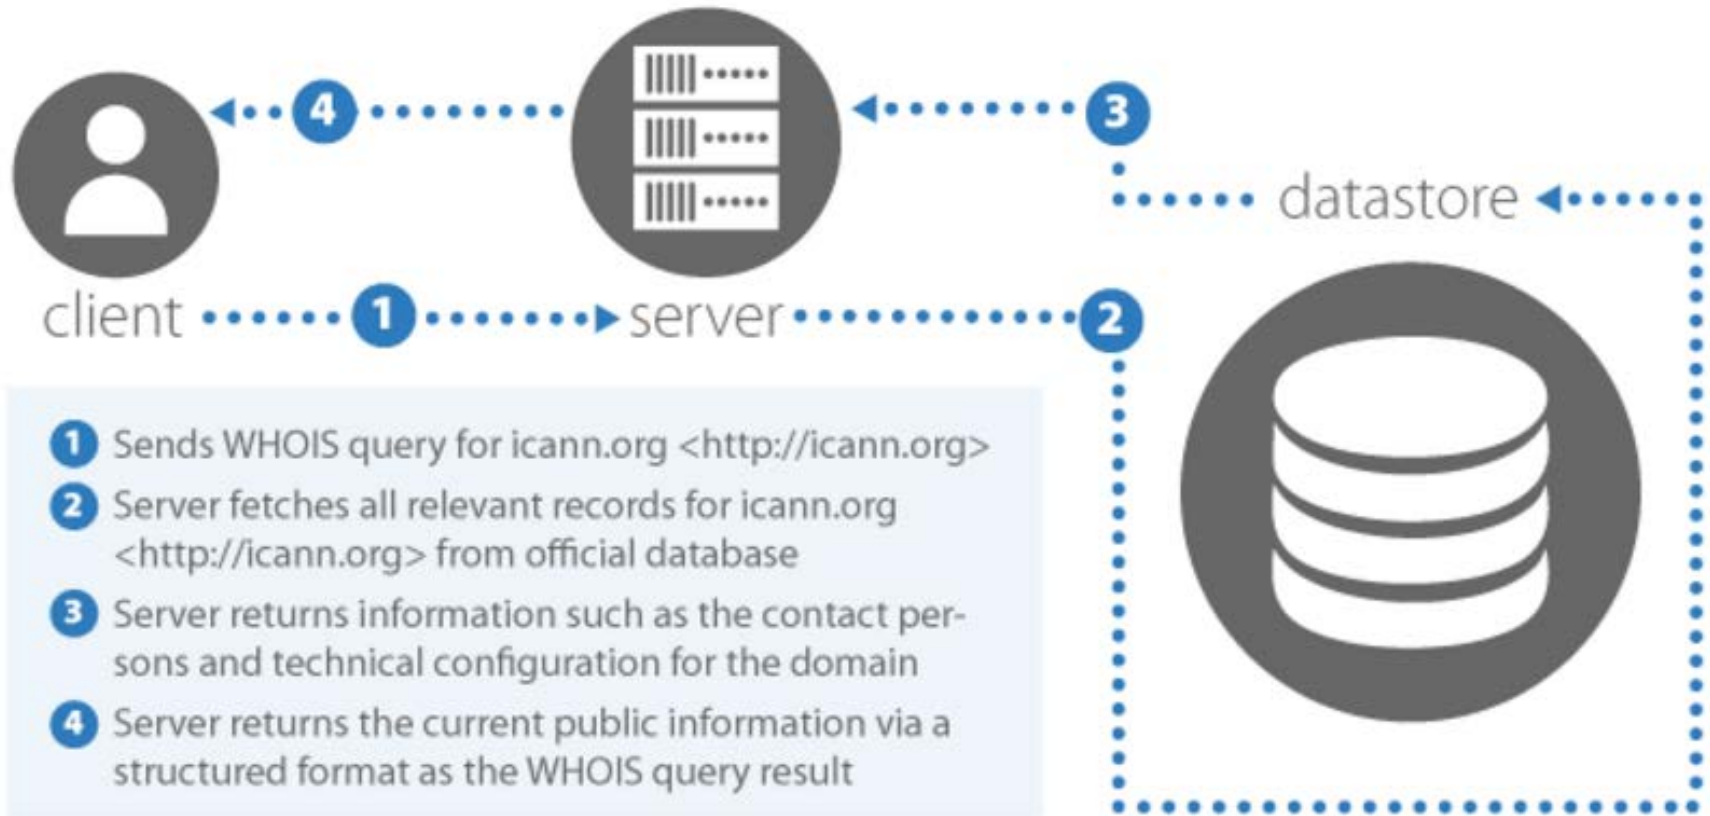 4
3
datastore
client
1
server
2
1 Sends WHOIS query for icann.org <http://icann.org>
2 Server fetches all relevant records for icann.org
<http://icann.org> from official database
3 Server returns information such as the contact per-
sons and technical configuration for the domain
4 Server returns the current public information via a
structured format as the WHOIS query result